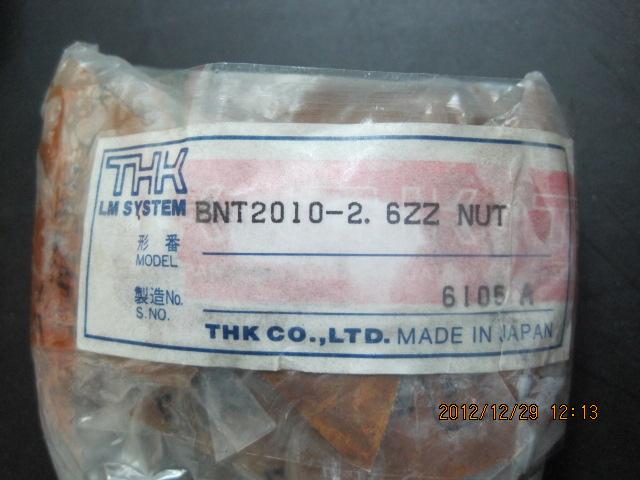 THK
LM SYSTEM
BNT2010-2. 6ZZ NUT
形番
MODEL
製造No.
S.NO.
6105 A
THK CO.,LTD. MADE IN JAPAN
2012/12/29 12:13